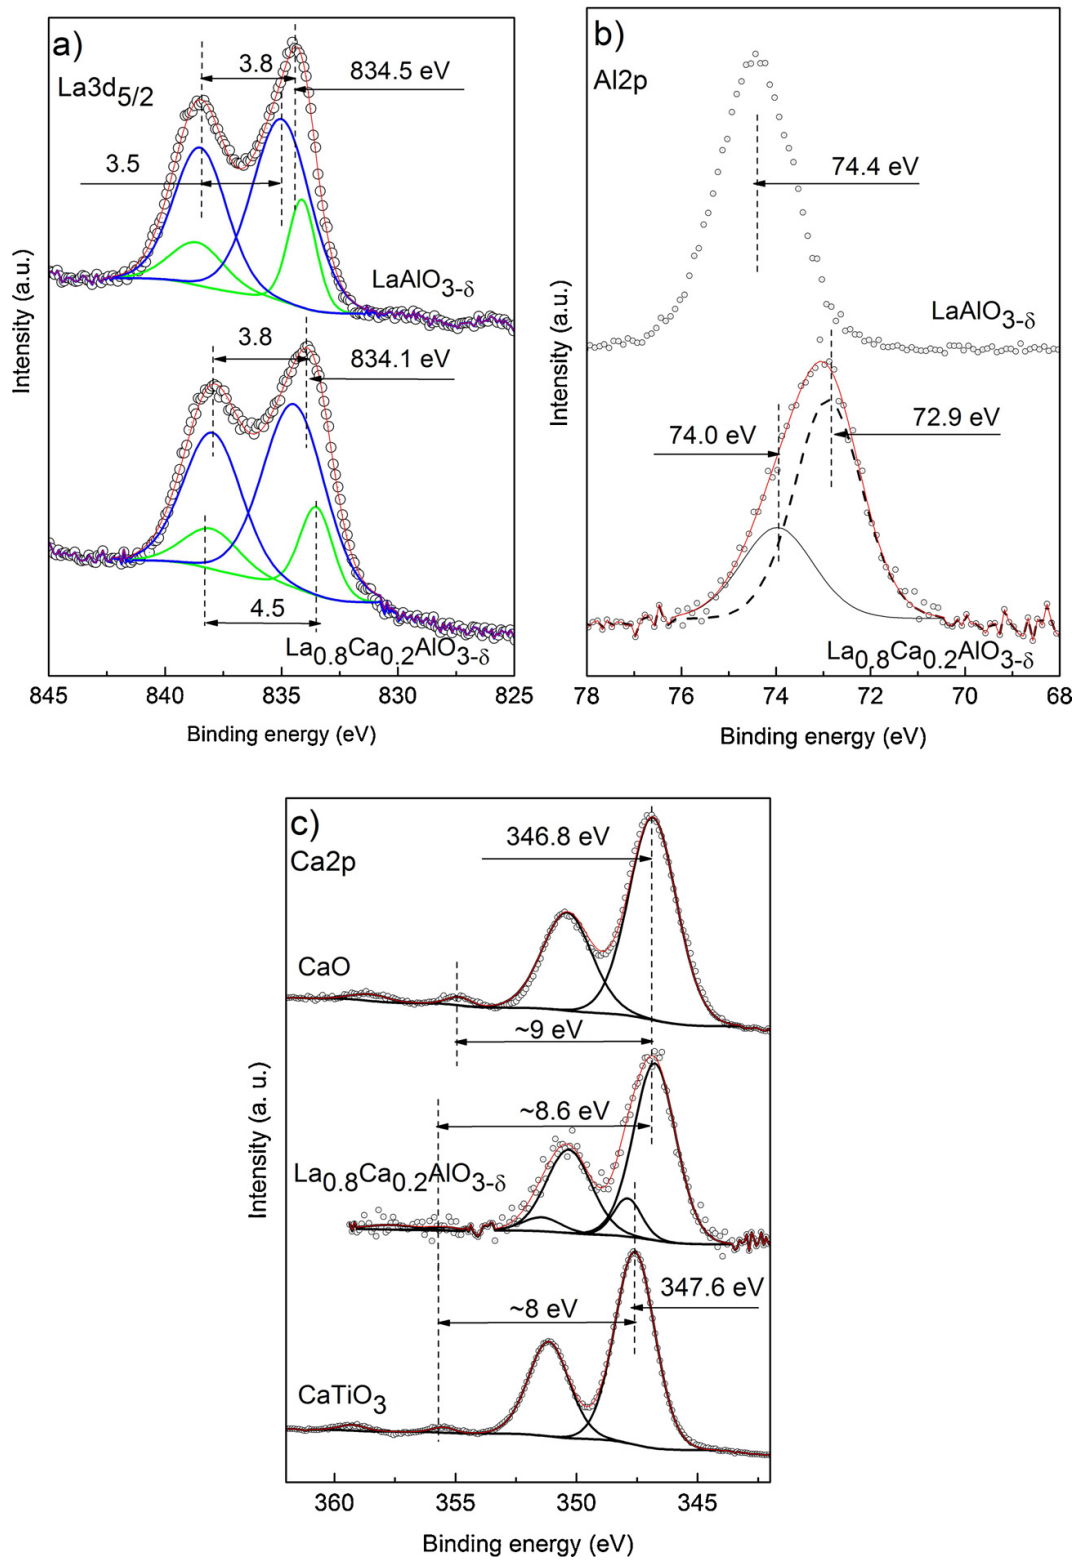 a)
La3d5/2
3.8
834.5 eV
3.5
LaAlO3-δ
3.8
834.1 eV
4.5
La0.8Ca0.2AlO3-δ
845 840 835 830 825
Binding energy (eV)
Intensity (a.u.)
b)
Al2p
74.4 eV
LaAlO3-δ
74.0 eV
72.9 eV
La0.8Ca0.2AlO3-δ
78 76 74 72 70 68
Binding energy (eV)
Intensity (a.u.)
c)
Ca2p
346.8 eV
CaO
~9 eV
~8.6 eV
La0.8Ca0.2AlO3-δ
347.6 eV
~8 eV
CaTiO3
360 355 350 345
Binding energy (eV)
Intensity (a. u.)